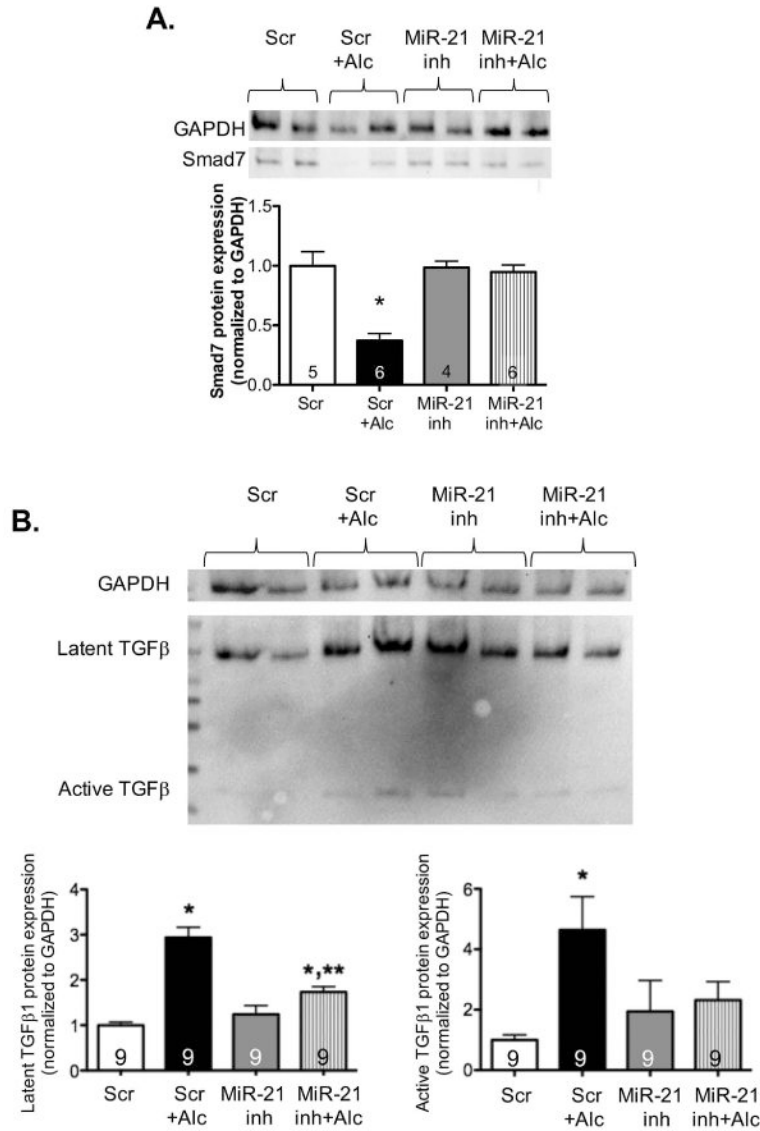 A.
Scr Scr MiR-21 MiR-21
+Alc inh inh+Alc
GAPDH
Smad7
Smad7 protein expression
(normalized to GAPDH)
1.5
1.0
0.5
0.0
*
5 6 4 6
Scr Scr MiR-21 MiR-21
+Alc inh inh+Alc
B.
Scr Scr MiR-21 MiR-21
+Alc inh inh+Alc
GAPDH
Latent TGFβ
Active TGFβ
Latent TGFβ1 protein expression
(normalized to GAPDH)
4
3
2
1
0
*
*,**
9 9 9 9
Scr Scr MiR-21 MiR-21
+Alc inh inh+Alc
Active TGFβ1 protein expression
(normalized to GAPDH)
6
4
2
0
*
9 9 9 9
Scr Scr MiR-21 MiR-21
+Alc inh inh+Alc